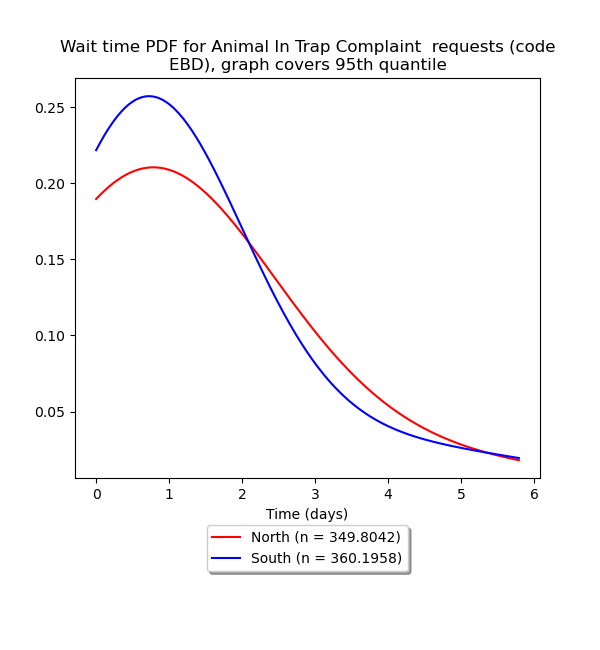 Wait time PDF for Animal In Trap Complaint  requests (code
EBD), graph covers 95th quantile
0.25
0.20
0.15
0.10
0.05
0 1 2 3 4 5 6
Time (days)
North (n = 349.8042)
South (n = 360.1958)